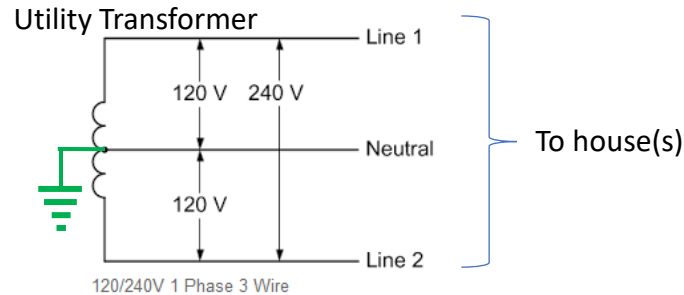 Utility Transformer
Line 1
120 V 240 V
Neutral
To house(s)
120 V
Line 2
120/240V 1 Phase 3 Wire